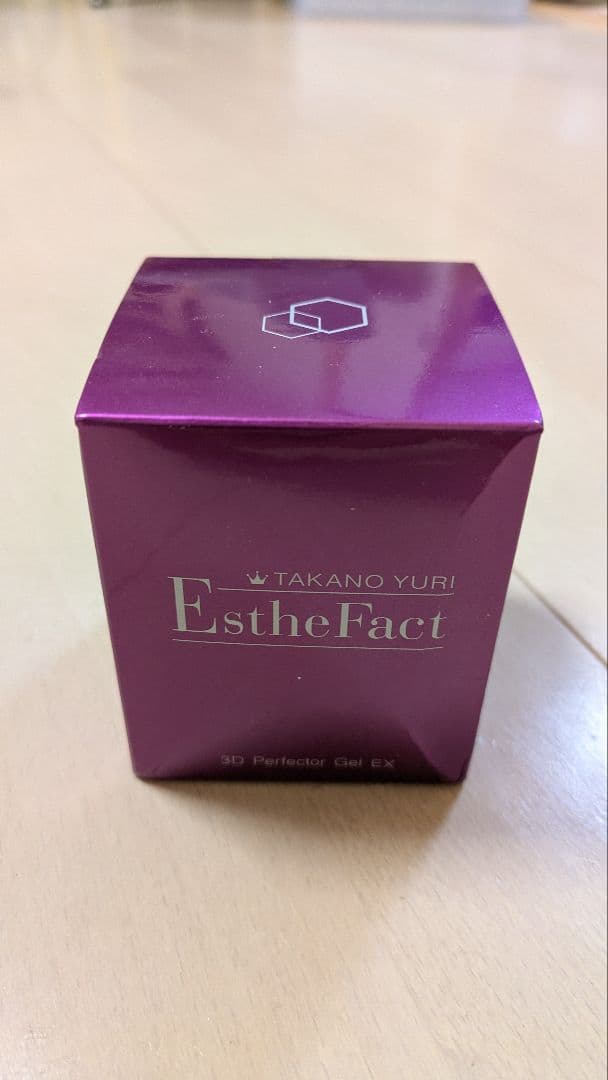 TAKANO YURI
EstheFact
3D Perfector Gel EX